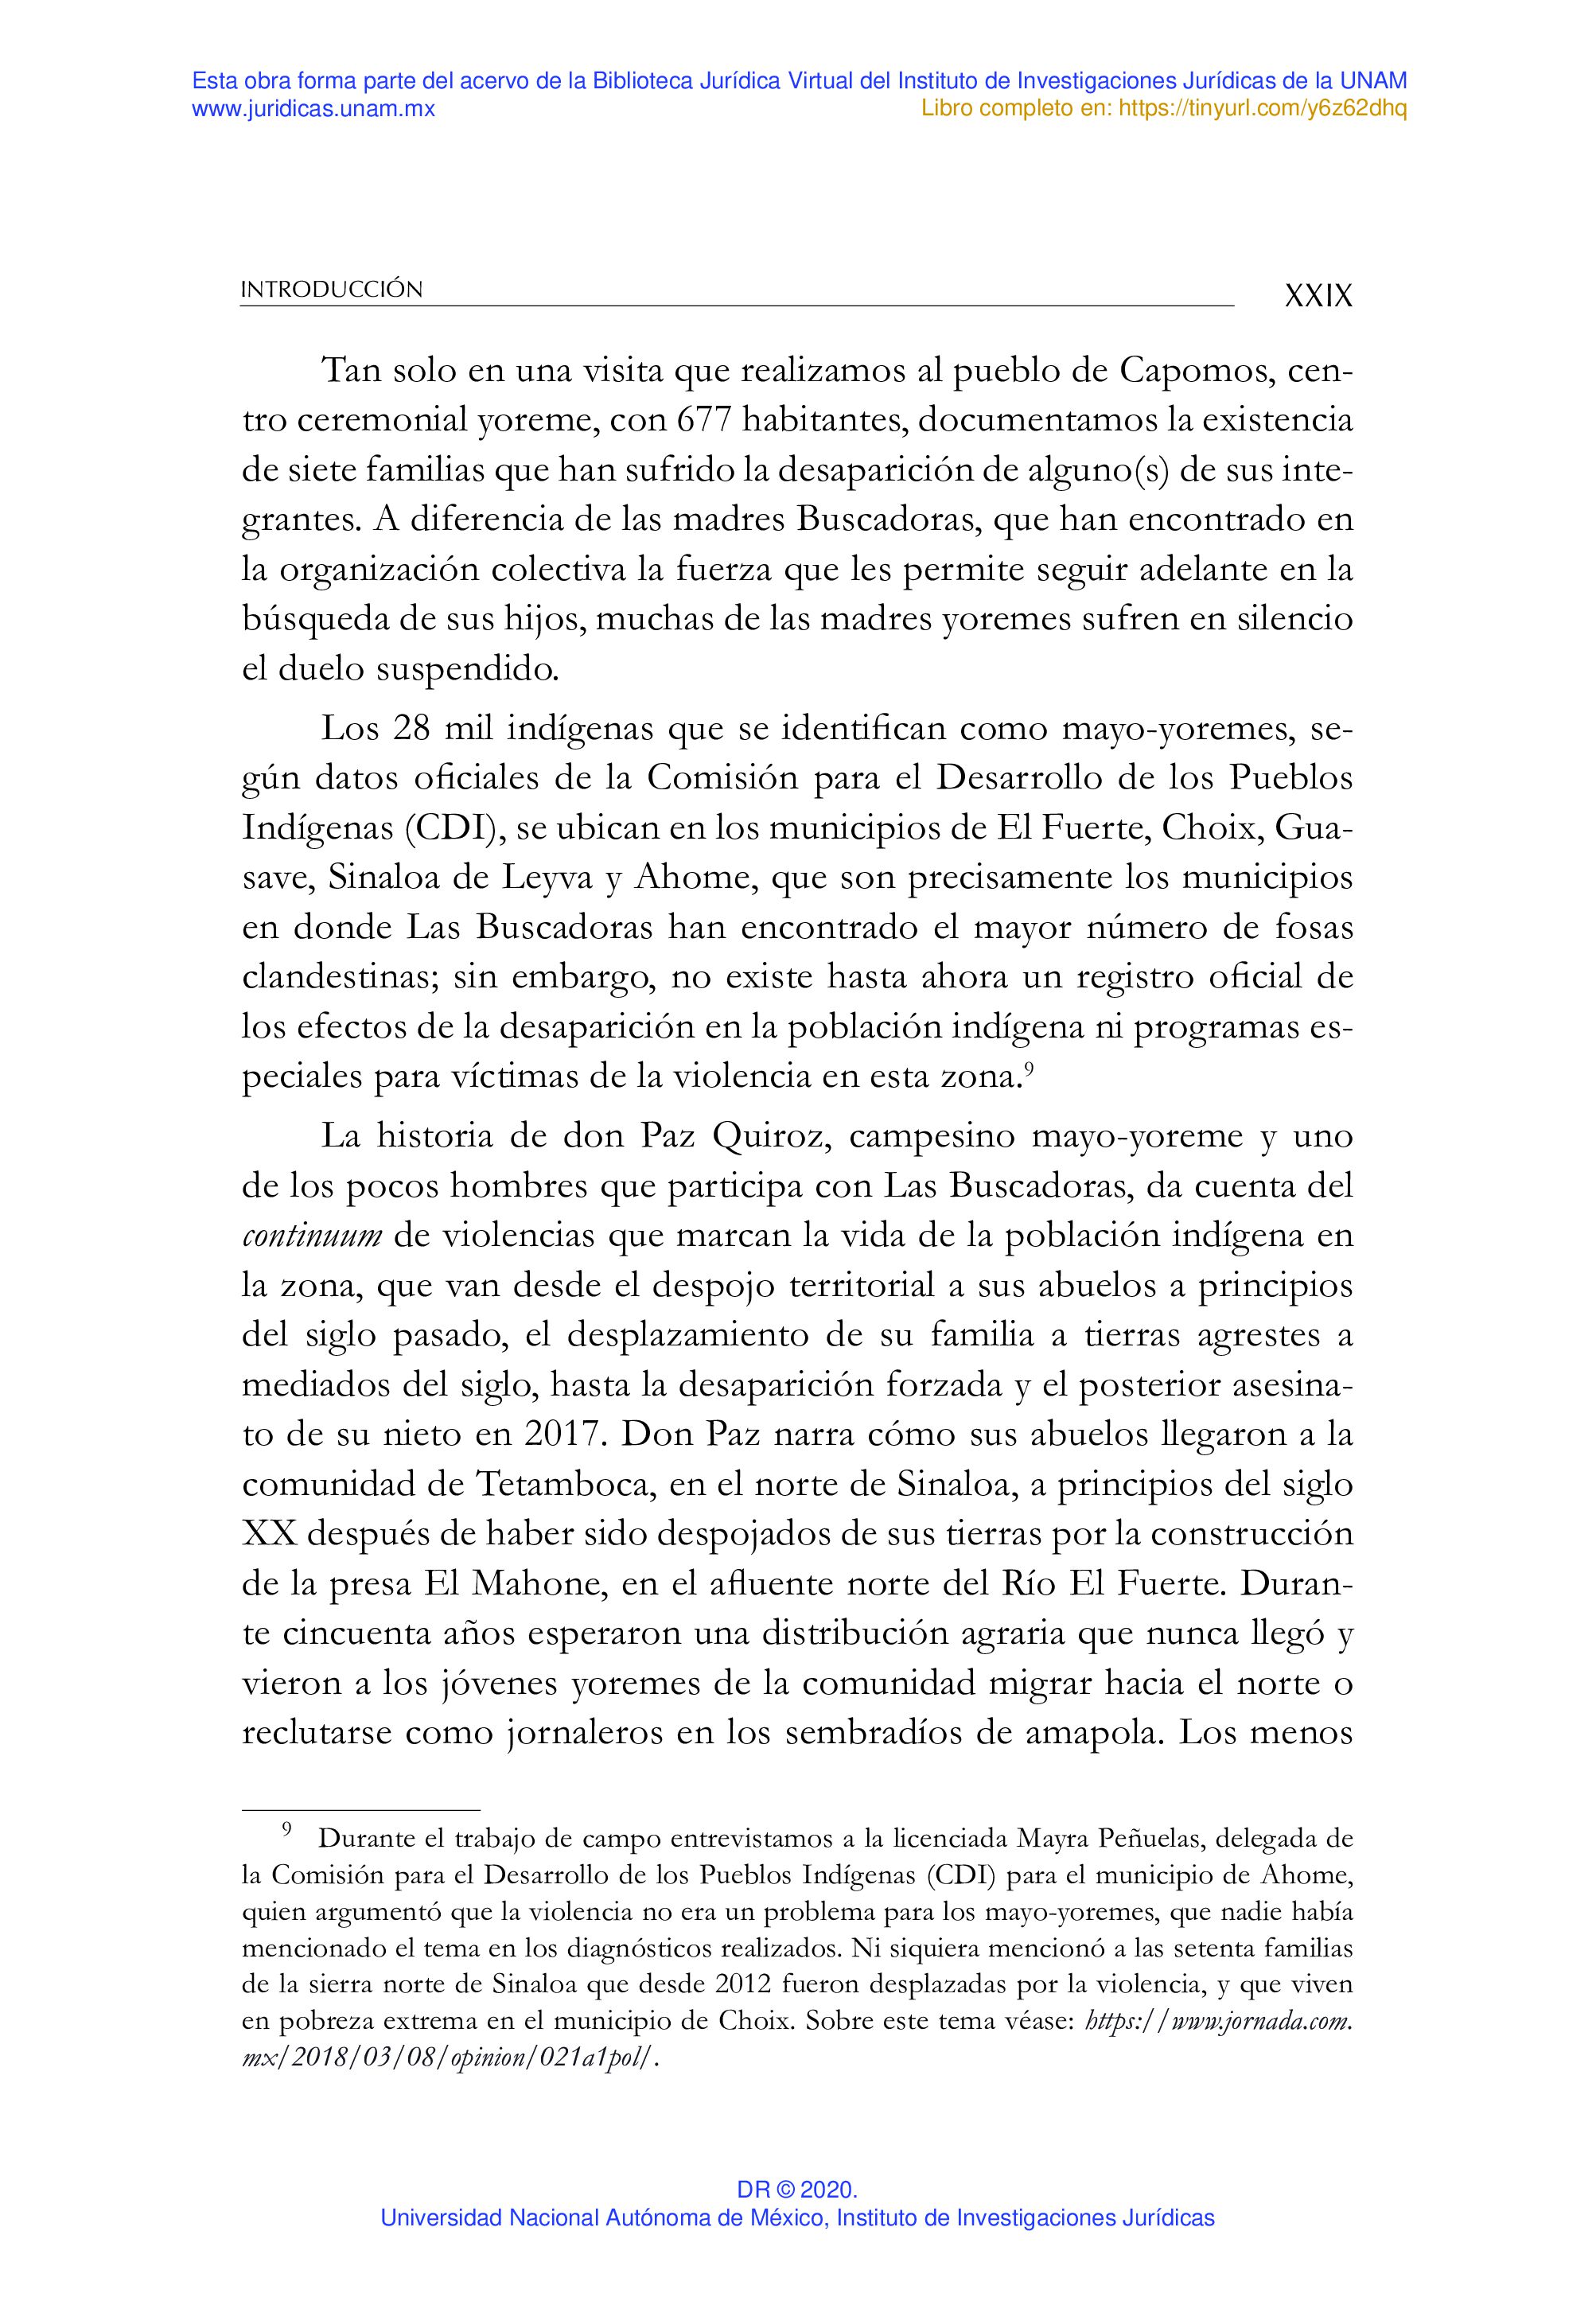 Esta obra forma parte del acervo de la Biblioteca Jurídica Virtual del Instituto de Investigaciones Jurídicas de la UNAM
www.juridicas.unam.mx
Libro completo en: https://tinyurl.com/y6z62dhq
INTRODUCCIÓN
XXIX
Tan solo en una visita que realizamos al pueblo de Capomos, cen-
tro ceremonial yoreme, con 677 habitantes, documentamos la existencia
de siete familias que han sufrido la desaparición de alguno(s) de sus inte-
grantes. A diferencia de las madres Buscadoras, que han encontrado en
la organización colectiva la fuerza que les permite seguir adelante en la
búsqueda de sus hijos, muchas de las madres yoremes sufren en silencio
el duelo suspendido.
Los 28 mil indígenas que se identifican como mayo-yoremes, se-
gún datos oficiales de la Comisión para el Desarrollo de los Pueblos
Indígenas (CDI), se ubican en los municipios de El Fuerte, Choix, Gua-
save, Sinaloa de Leyva y Ahome, que son precisamente los municipios
en donde Las Buscadoras han encontrado el mayor número de fosas
clandestinas; sin embargo, no existe hasta ahora un registro oficial de
los efectos de la desaparición en la población indígena ni programas es-
peciales para víctimas de la violencia en esta zona.9
La historia de don Paz Quiroz, campesino mayo-yoreme y uno
de los pocos hombres que participa con Las Buscadoras, da cuenta del
continuum de violencias que marcan la vida de la población indígena en
la zona, que van desde el despojo territorial a sus abuelos a principios
del siglo pasado, el desplazamiento de su familia a tierras agrestes a
mediados del siglo, hasta la desaparición forzada y el posterior asesina-
to de su nieto en 2017. Don Paz narra cómo sus abuelos llegaron a la
comunidad de Tetamboca, en el norte de Sinaloa, a principios del siglo
XX después de haber sido despojados de sus tierras por la construcción
de la presa El Mahone, en el afluente norte del Río El Fuerte. Duran-
te cincuenta años esperaron una distribución agraria que nunca llegó y
vieron a los jóvenes yoremes de la comunidad migrar hacia el norte o
reclutarse como jornaleros en los sembradíos de amapola. Los menos
9 Durante el trabajo de campo entrevistamos a la licenciada Mayra Peñuelas, delegada de
la Comisión para el Desarrollo de los Pueblos Indígenas (CDI) para el municipio de Ahome,
quien argumentó que la violencia no era un problema para los mayo-yoremes, que nadie había
mencionado el tema en los diagnósticos realizados. Ni siquiera mencionó a las setenta familias
de la sierra norte de Sinaloa que desde 2012 fueron desplazadas por la violencia, y que viven
en pobreza extrema en el municipio de Choix. Sobre este tema véase: https://www.jornada.com.
mx/2018/03/08/opinion/021a1pol/.
DR © 2020.
Universidad Nacional Autónoma de México, Instituto de Investigaciones Jurídicas